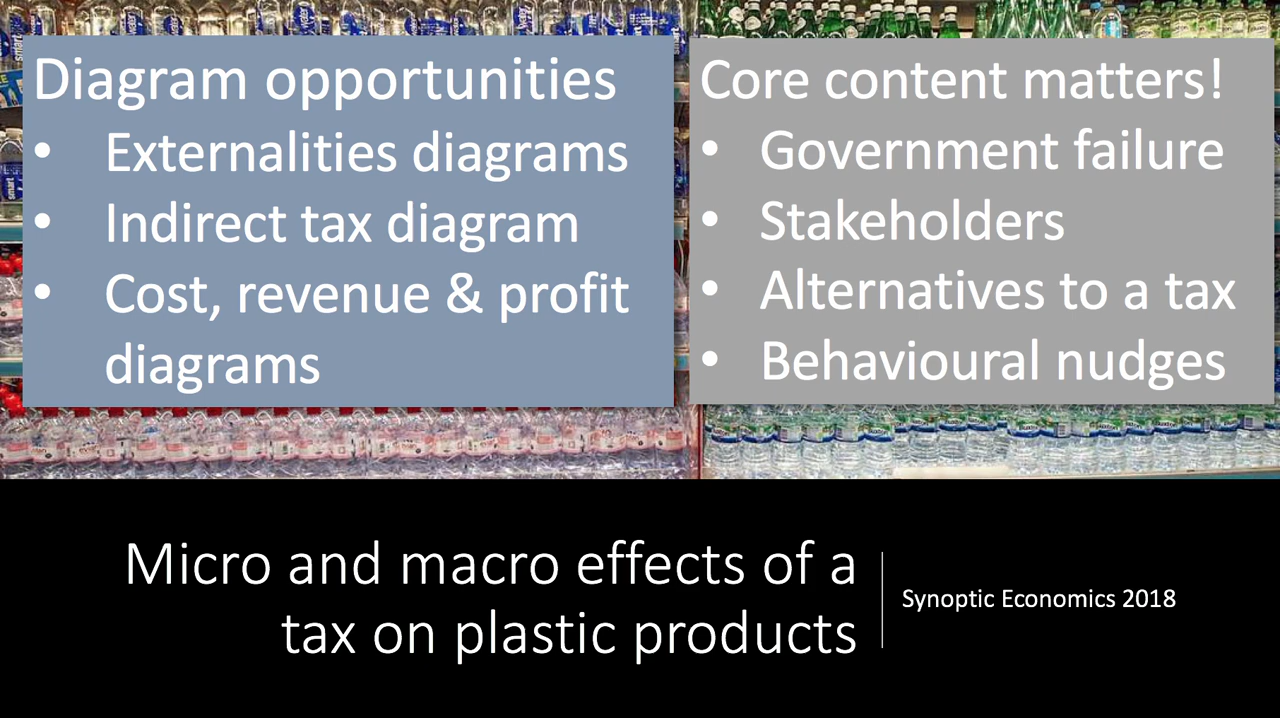 Diagram opportunities
• Externalities diagrams
• Indirect tax diagram
• Cost, revenue & profit
diagrams
Core content matters!
• Government failure
• Stakeholders
• Alternatives to a tax
• Behavioural nudges
Micro and macro effects of a
tax on plastic products
Synoptic Economics 2018